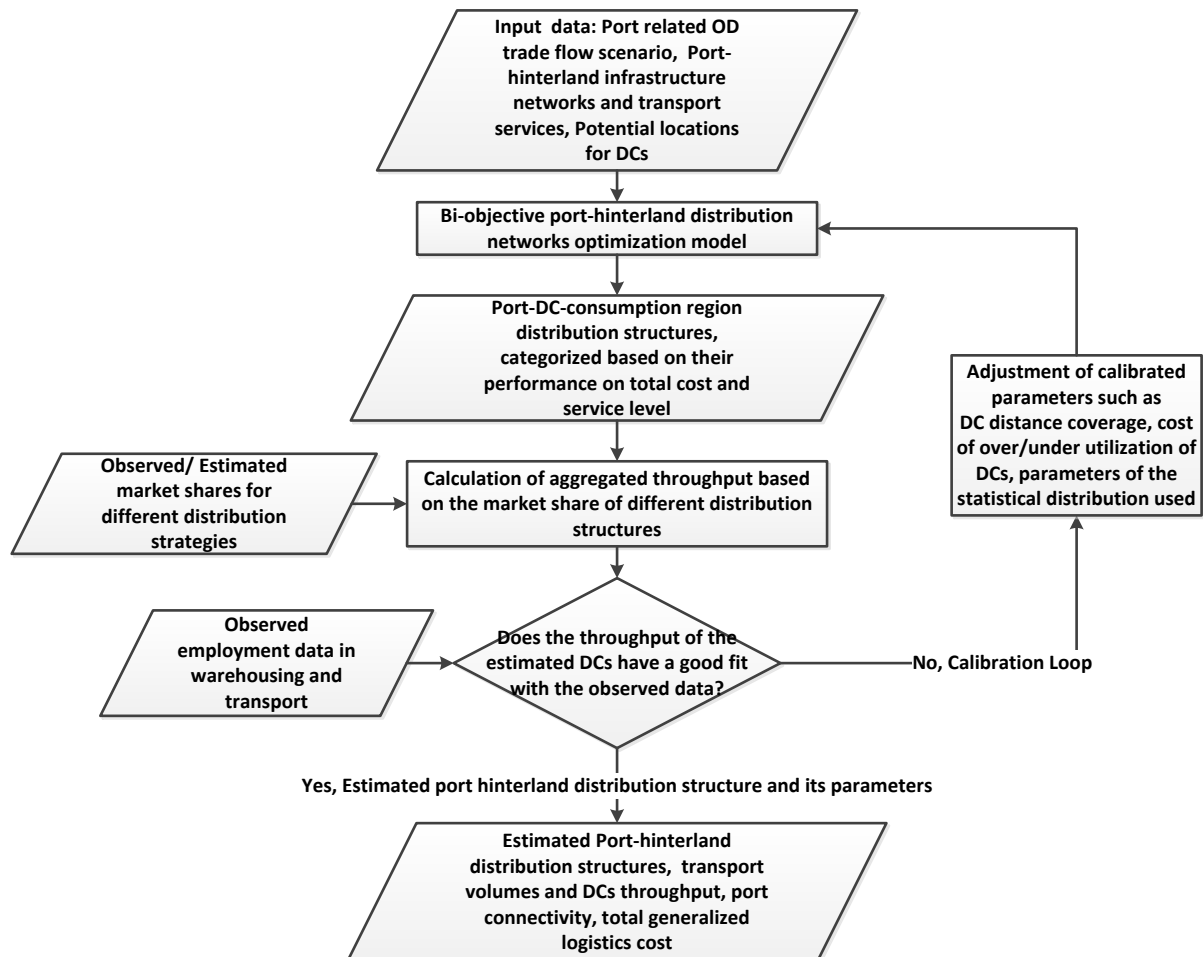 Input data: Port related OD
trade flow scenario, Port-
hinterland infrastructure
networks and transport
services, Potential locations
for DCs
Bi-objective port-hinterland distribution
networks optimization model
Port-DC-consumption region
distribution structures,
categorized based on their
performance on total cost and
service level
Adjustment of calibrated
parameters such as
DC distance coverage, cost
of over/under utilization of
DCs, parameters of the
statistical distribution used
Observed/ Estimated
market shares for
different distribution
strategies
Calculation of aggregated throughput based
on the market share of different distribution
structures
Observed
employment data in
warehousing and
transport
Does the throughput of the
estimated DCs have a good fit
with the observed data?
No, Calibration Loop
Yes, Estimated port hinterland distribution structure and its parameters
Estimated Port-hinterland
distribution structures, transport
volumes and DCs throughput, port
connectivity, total generalized
logistics cost